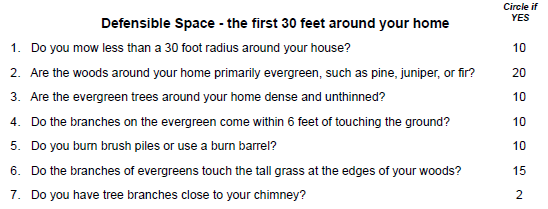 Circle if
Defensible Space - the first 30 feet around your home YES
1. Do you mow less than a 30 foot radius around your house? 10
2. Are the woods around your home primarily evergreen, such as pine, juniper, or fir? 20
3. Are the evergreen trees around your home dense and unthinned? 10
4. Do the branches on the evergreen come within 6 feet of touching the ground? 10
5. Do you burn brush piles or use a burn barrel? 10
6. Do the branches of evergreens touch the tall grass at the edges of your woods? 15
7. Do you have tree branches close to your chimney? 2